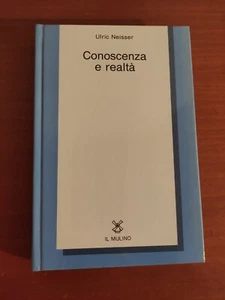 Ulric Neisser
Conoscenza
e realtà
IL MULINO